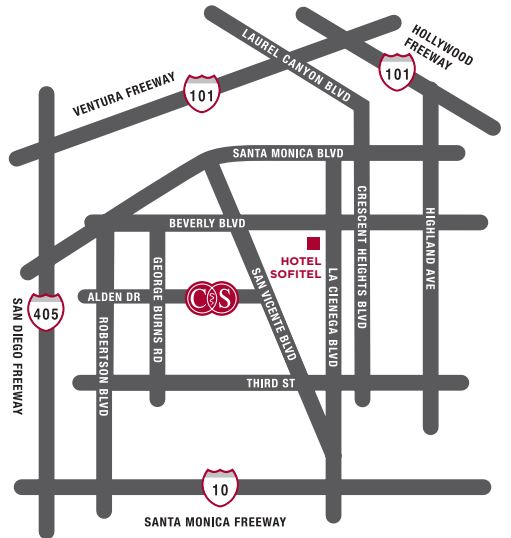 LAUREL CANYON BLVD
HOLLYWOOD
FREEWAY
101
VENTURA FREEWAY
101
SANTA MONICA BLVD
BEVERLY BLVD
CRESCENT HEIGHTS BLVD
HIGHLAND AVE
HOTEL
SOFITEL
GEORGE BURNS RD
SAN VICENTE BLVD
LA CIENEGA BLVD
ALDEN DR
CS
405
SAN DIEGO FREEWAY
ROBERTSON BLVD
THIRD ST
10
SANTA MONICA FREEWAY